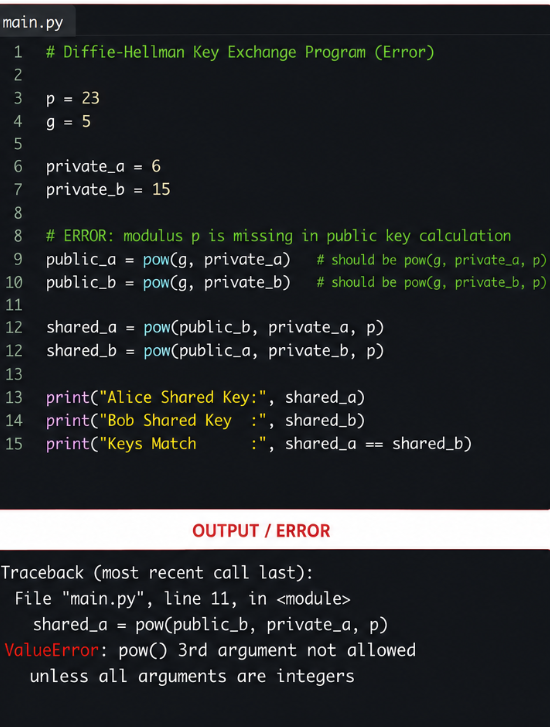 main.py
1 # Diffie-Hellman Key Exchange Program (Error)
2
3 p = 23
4 g = 5
5
6 private_a = 6
7 private_b = 15
8
8 # ERROR: modulus p is missing in public key calculation
9 public_a = pow(g, private_a) # should be pow(g, private_a, p)
10 public_b = pow(g, private_b) # should be pow(g, private_b, p)
11
12 shared_a = pow(public_b, private_a, p)
12 shared_b = pow(public_a, private_b, p)
13
13 print("Alice Shared Key:", shared_a)
14 print("Bob Shared Key  :", shared_b)
15 print("Keys Match      :", shared_a == shared_b)
OUTPUT / ERROR
Traceback (most recent call last):
  File "main.py", line 11, in <module>
    shared_a = pow(public_b, private_a, p)
ValueError: pow() 3rd argument not allowed
   unless all arguments are integers